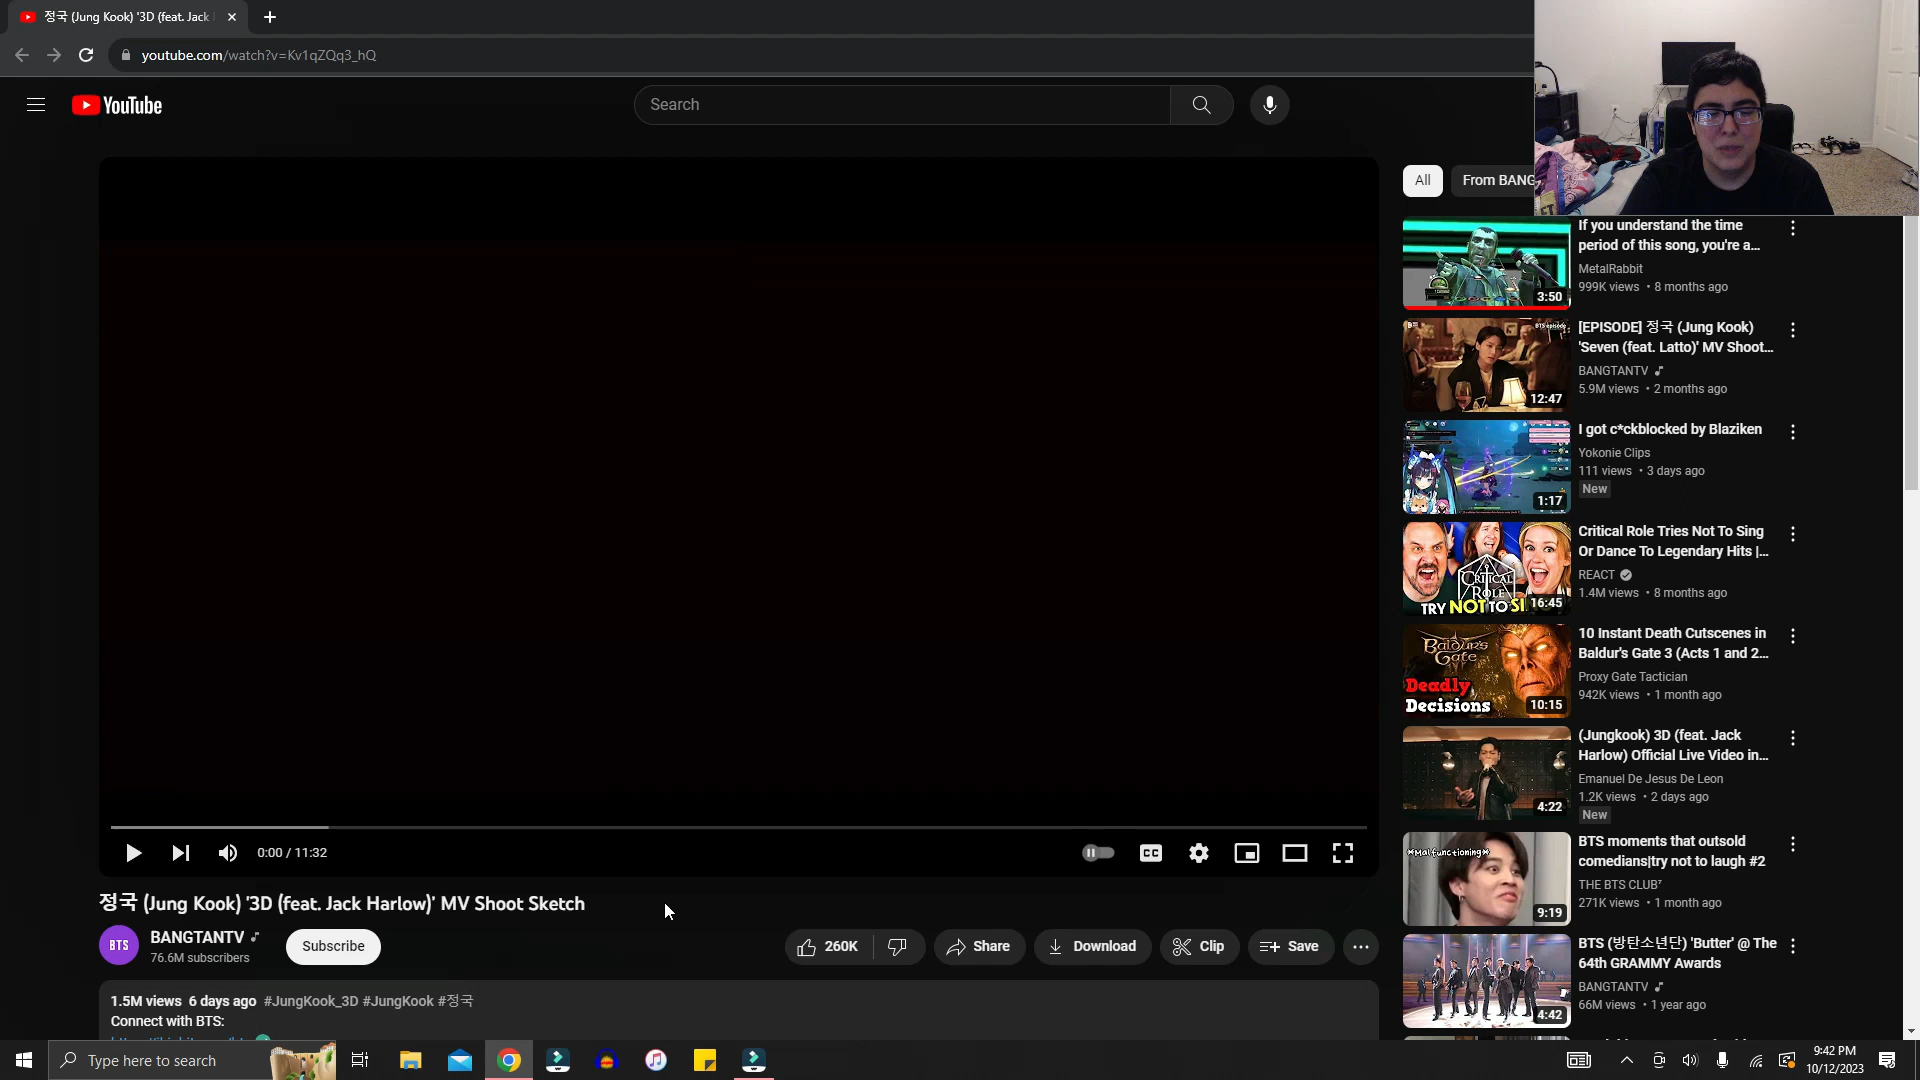 정국 (Jung Kook) '3D (feat. Jack
youtube.com/watch?v=Kv1qZQq3_hQ
YouTube
Search
All
From BANG
If you understand the time
period of this song, you're a...
MetalRabbit
999K views • 8 months ago
3:50
[EPISODE] 정국 (Jung Kook)
'Seven (feat. Latto)' MV Shoot...
BANGTANTV
5.9M views • 2 months ago
BTS episode
12:47
I got c*ckblocked by Blaziken
Yokonie Clips
111 views • 3 days ago
New
1:17
Critical Role Tries Not To Sing
Or Dance To Legendary Hits |...
REACT
1.4M views • 8 months ago
CRITICAL
ROLE
TRY NOT TO SI
16:45
10 Instant Death Cutscenes in
Baldur's Gate 3 (Acts 1 and 2...
Proxy Gate Tactician
942K views • 1 month ago
Baldur's
Gate
Deadly
Decisions
10:15
(Jungkook) 3D (feat. Jack
Harlow) Official Live Video in...
Emanuel De Jesus De Leon
1.2K views • 2 days ago
New
4:22
BTS moments that outsold
comedians|try not to laugh #2
THE BTS CLUB⁷
271K views • 1 month ago
*Malfunctioning*
9:19
BTS (방탄소년단) 'Butter' @ The
64th GRAMMY Awards
BANGTANTV
66M views • 1 year ago
4:42
0:00 / 11:32
CC
정국 (Jung Kook) '3D (feat. Jack Harlow)' MV Shoot Sketch
BTS
BANGTANTV
76.6M subscribers
Subscribe
260K
Share
Download
Clip
Save
1.5M views 6 days ago #JungKook_3D #JungKook #정국
Connect with BTS:
Type here to search
9:42 PM
10/12/2023